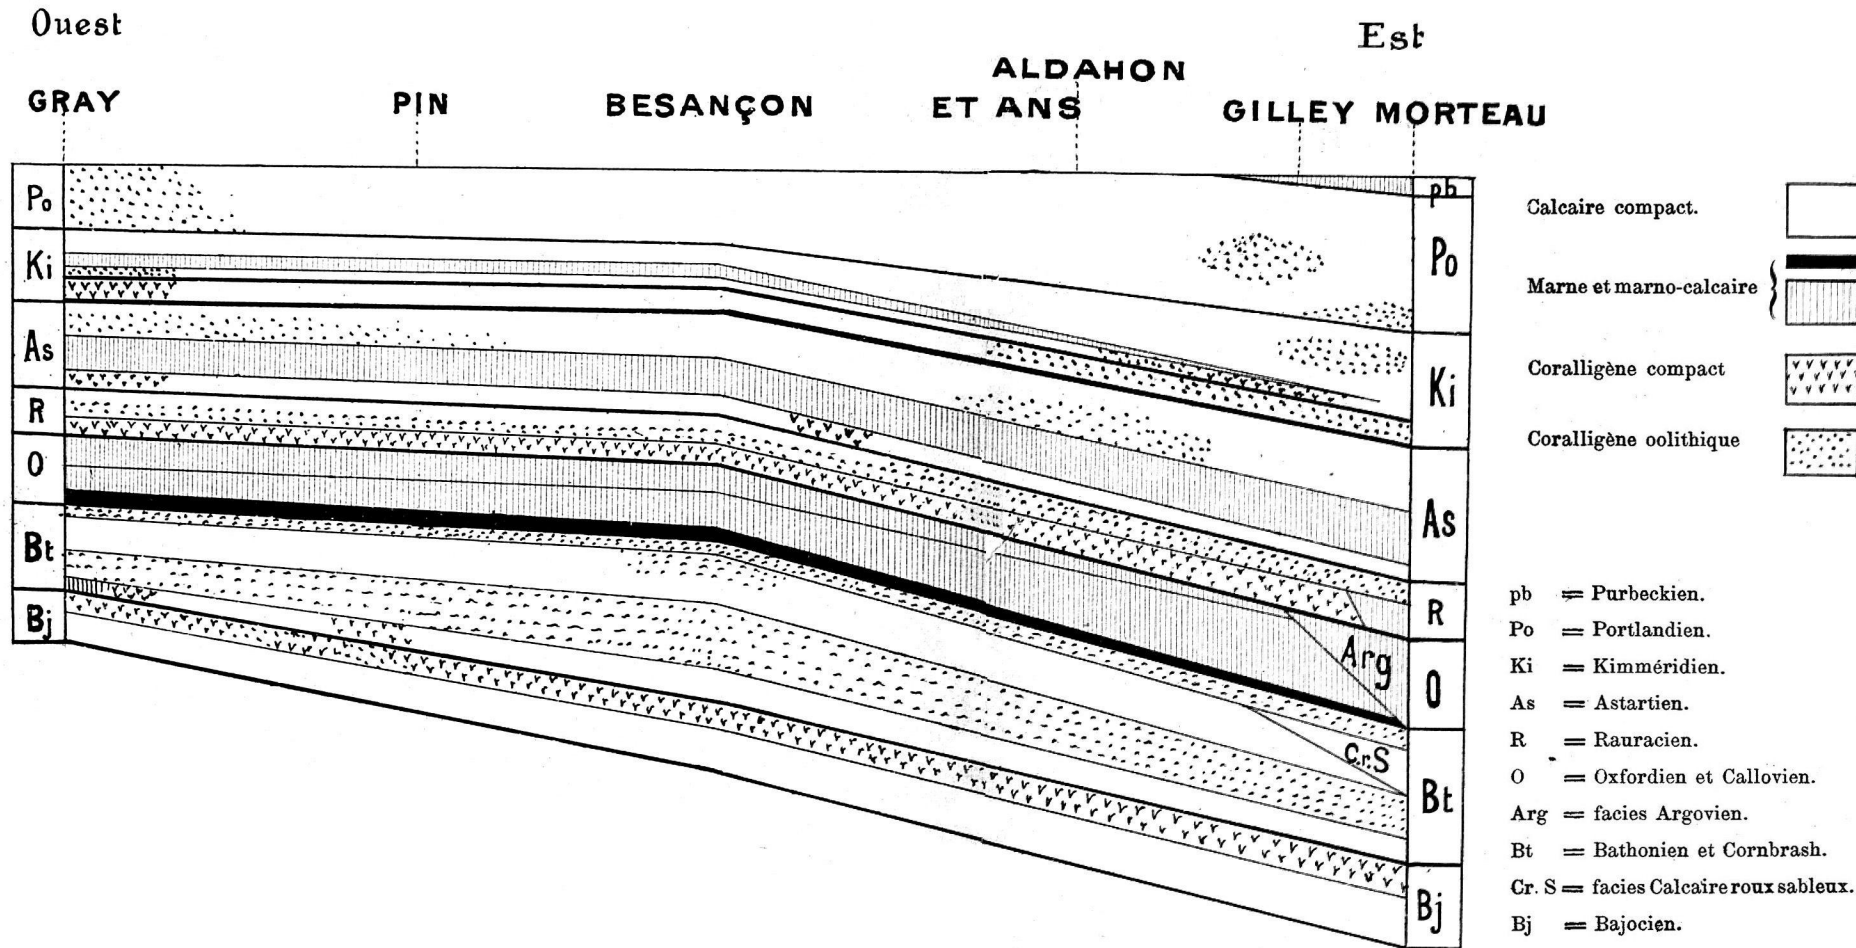 Ouest
Est
GRAY
PIN
BESANÇON
ALDAHON
ET ANS
GILLEY MORTEAU
Po
Ki
As
R
O
Bt
Bj
pb
Po
Ki
As
R
O
Bt
Bj
Arg
C.r.S
Calcaire compact.
Marne et marno-calcaire
Coralligène compact
Coralligène oolithique
pb = Purbeckien.
Po = Portlandien.
Ki = Kimméridien.
As = Astartien.
R = Rauracien.
O = Oxfordien et Callovien.
Arg = facies Argovien.
Bt = Bathonien et Cornbrash.
Cr. S = facies Calcaire roux sableux.
Bj = Bajocien.